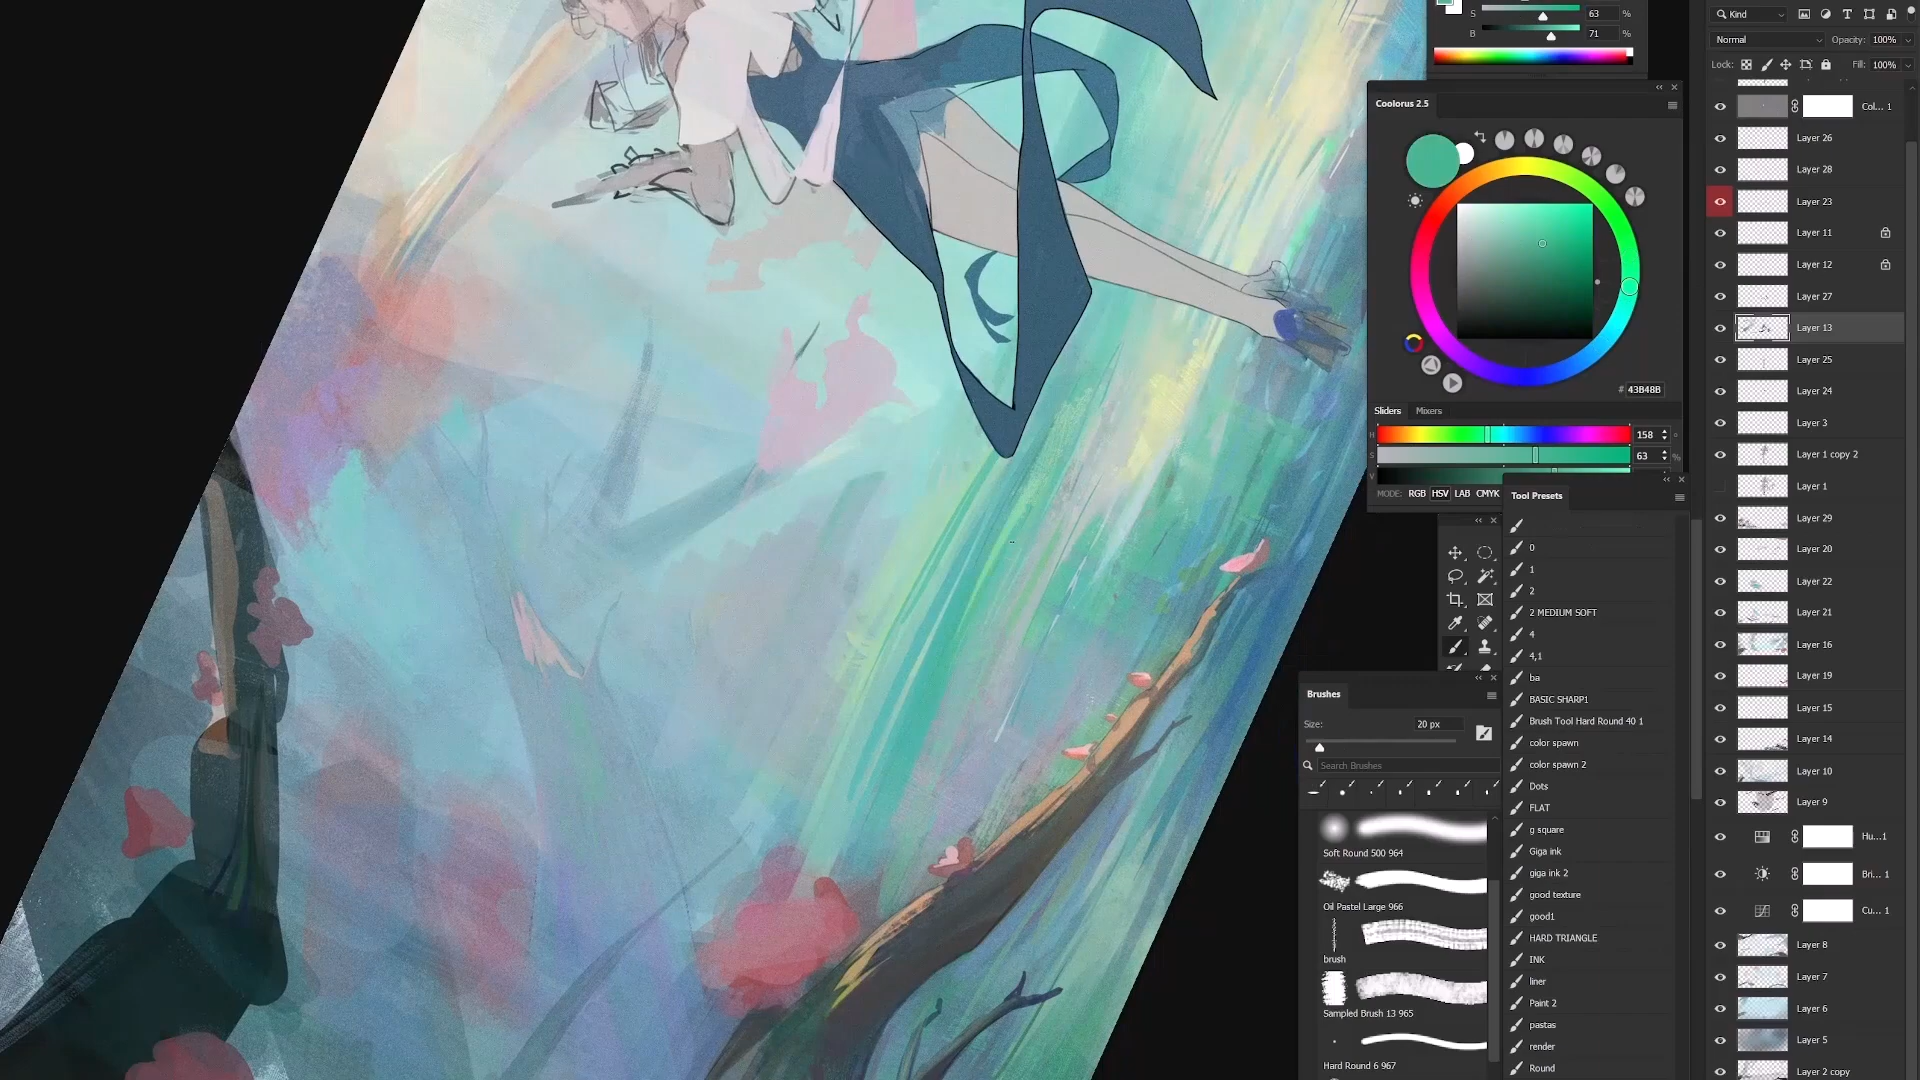 S 63 %
B 71 %
Coolorus 2.5
# 43B48B
Sliders Mixers
H 158 °
S 63 %
V
MODE: RGB HSV LAB CMYK
Tool Presets
0
1
2
2 MEDIUM SOFT
4
4,1
ba
BASIC SHARP1
Brush Tool Hard Round 40 1
color spawn
color spawn 2
Dots
FLAT
g square
Giga ink
giga ink 2
good texture
good1
HARD TRIANGLE
INK
liner
Paint 2
pastas
render
Round
Brushes
Size: 20 px
Search Brushes
Soft Round 500 964
Oil Pastel Large 966
brush
Sampled Brush 13 965
Hard Round 6 967
Kind
Normal Opacity: 100%
Lock: Fill: 100%
Col... 1
Layer 26
Layer 28
Layer 23
Layer 11
Layer 12
Layer 27
Layer 13
Layer 25
Layer 24
Layer 3
Layer 1 copy 2
Layer 1
Layer 29
Layer 20
Layer 22
Layer 21
Layer 16
Layer 19
Layer 15
Layer 14
Layer 10
Layer 9
Hu...1
Bri... 1
Cu... 1
Layer 8
Layer 7
Layer 6
Layer 5
Layer 2 copy